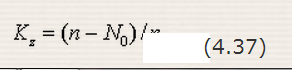 K_z = (n − N_0)/ (4.37)